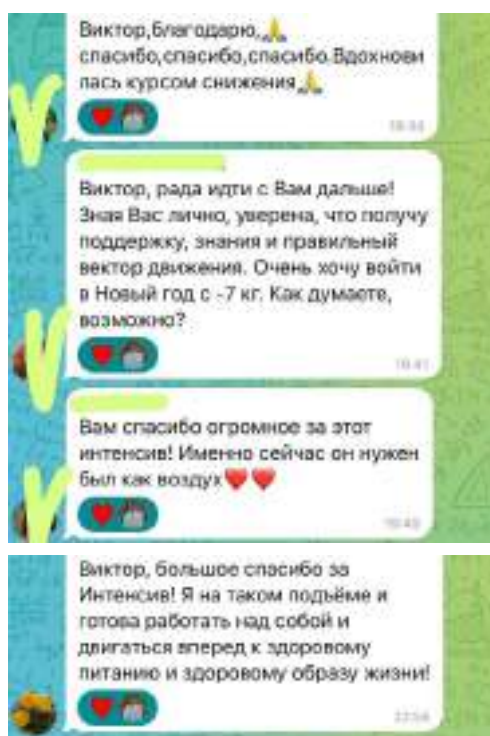 Виктор,благодарю,🙏
спасибо,спасибо,спасибо.Вдохнови
лась курсом снижения🙏
Виктор, рада идти с Вам дальше!
Зная Вас лично, уверена, что получу
поддержку, знания и правильный
вектор движения. Очень хочу войти
в Новый год с -7 кг. Как думаете,
возможно?
Вам спасибо огромное за этот
интенсив! Именно сейчас он нужен
был как воздух❤️❤️
Виктор, большое спасибо за
Интенсив! Я на таком подъёме и
готова работать над собой и
двигаться вперед к здоровому
питанию и здоровому образу жизни!